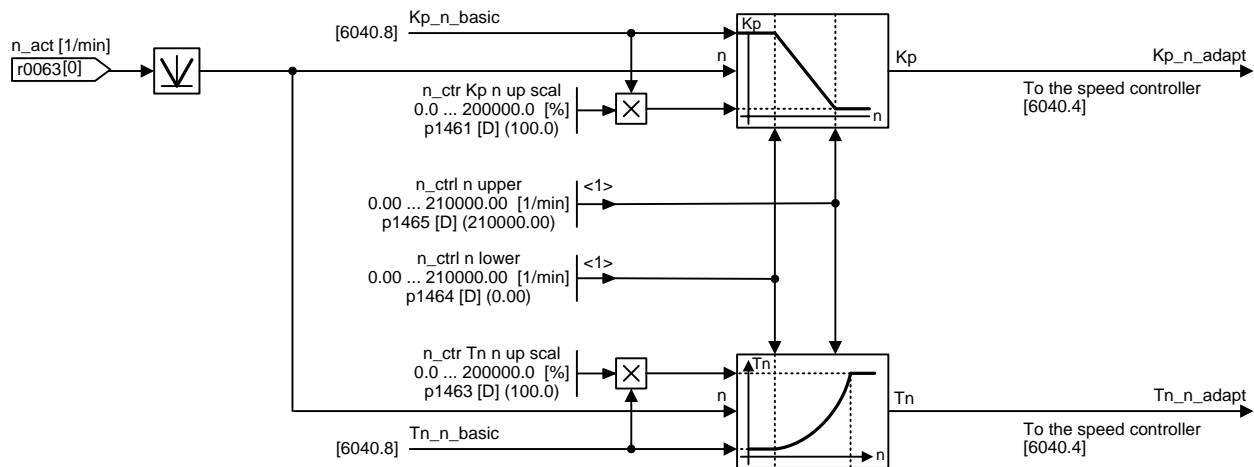 n_act [1/min]
r0063[0]
Kp_n_basic
[6040.8]
n_ctr Kp n up scal
0.0 ... 200000.0 [%]
p1461 [D] (100.0)
×
Kp
n
n
Kp
Kp_n_adapt
To the speed controller
[6040.4]
n_ctrl n upper
0.00 ... 210000.00 [1/min]
p1465 [D] (210000.00)
<1>
n_ctrl n lower
0.00 ... 210000.00 [1/min]
p1464 [D] (0.00)
<1>
n_ctr Tn n up scal
0.0 ... 200000.0 [%]
p1463 [D] (100.0)
×
Tn_n_basic
[6040.8]
Tn
n
n
Tn
Tn_n_adapt
To the speed controller
[6040.4]